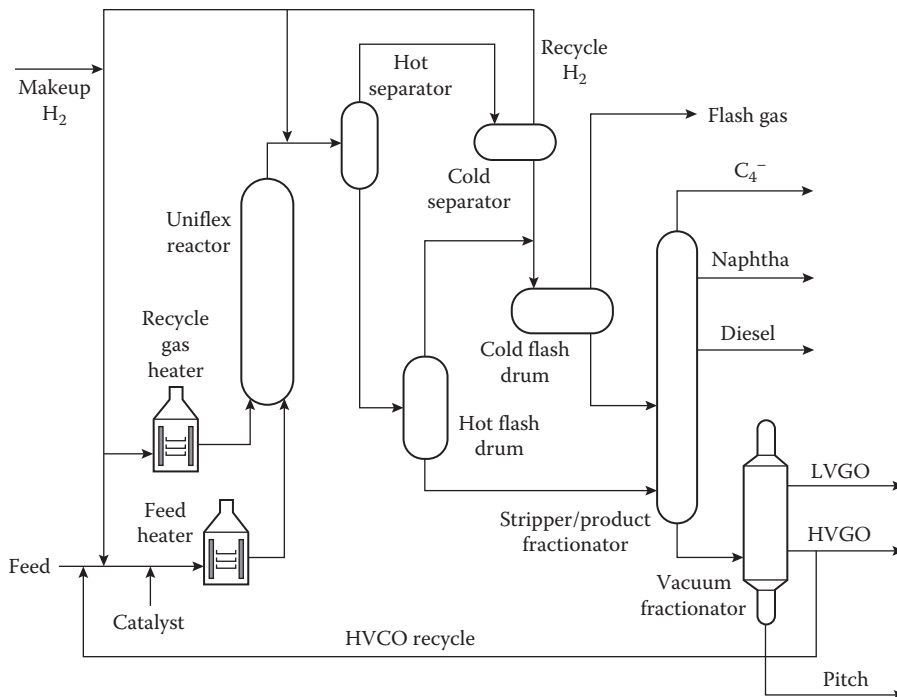 Makeup
H2
Hot
separator
Recycle
H2
Flash gas
Cold
separator
C4−
Uniflex
reactor
Naphtha
Diesel
Recycle
gas
heater
Cold flash
drum
Hot flash
drum
LVGO
Feed
heater
Stripper/product
fractionator
HVGO
Feed
Vacuum
fractionator
Catalyst
HVCO recycle
Pitch